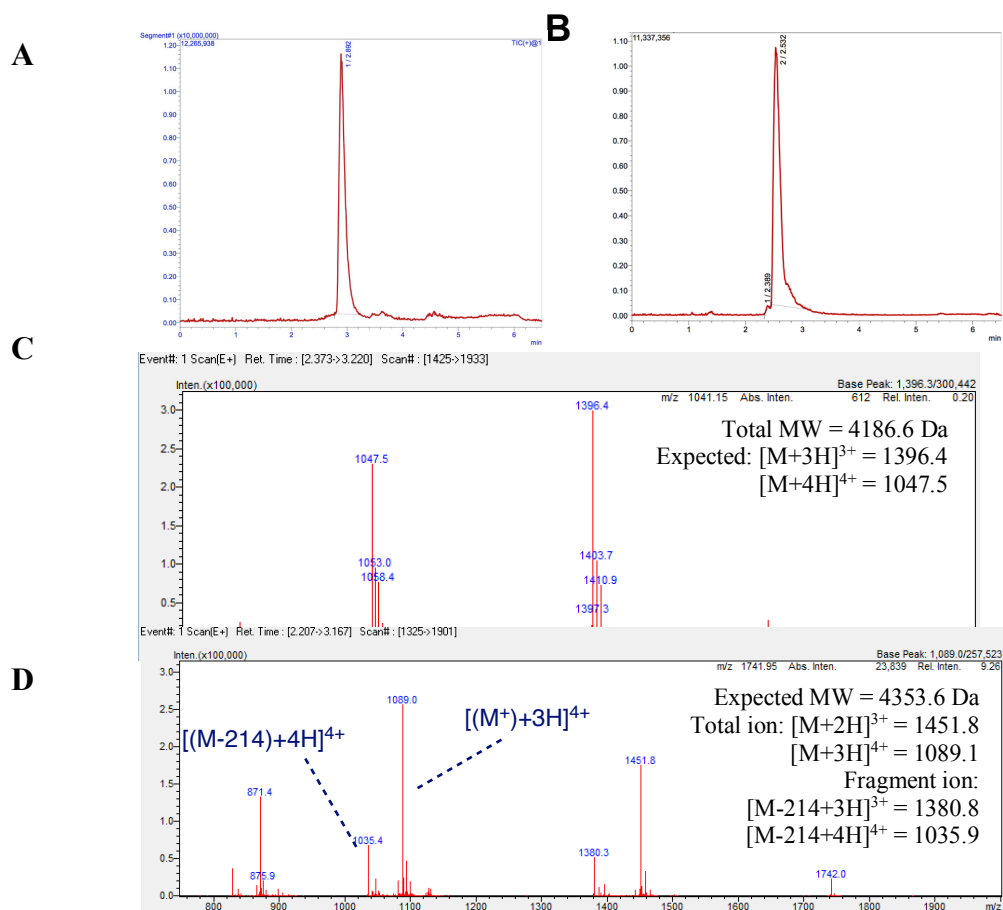 A
Segment#1 (x10,000,000)
12,265,938
TIC(+)@1
1.20
1.10
1.00
0.90
0.80
0.70
0.60
0.50
0.40
0.30
0.20
0.10
0.00
1 / 2.892
0 1 2 3 4 5 6
min
B
11,337,356
1.10
1.00
0.90
0.80
0.70
0.60
0.50
0.40
0.30
0.20
0.10
0.00
1 / 2.389
2 / 2.532
0 1 2 3 4 5 6
min
C
Event#: 1 Scan(E+) Ret. Time : [2.373->3.220] Scan# : [1425->1933]
Inten.(x100,000)
Base Peak: 1,396.3/300,442
m/z 1041.15 Abs. Inten. 612 Rel. Inten. 0.20
3.0
2.5
2.0
1.5
1.0
0.5
1047.5
1053.0
1058.4
1396.4
1403.7
1410.9
1397.3
Total MW = 4186.6 Da
Expected: [M+3H]3+ = 1396.4
[M+4H]4+ = 1047.5
D
Event#: 1 Scan(E+) Ret. Time : [2.207->3.167] Scan# : [1325->1901]
Inten.(x100,000)
Base Peak: 1,089.0/257,523
m/z 1741.95 Abs. Inten. 23,839 Rel. Inten. 9.26
3.0
2.5
2.0
1.5
1.0
0.5
0.0
[(M-214)+4H]4+
[(M+)+3H]4+
871.4
875.9
1035.4
1089.0
1380.3
1451.8
1742.0
Expected MW = 4353.6 Da
Total ion: [M+2H]3+ = 1451.8
[M+3H]4+ = 1089.1
Fragment ion:
[M-214+3H]3+ = 1380.8
[M-214+4H]4+ = 1035.9
800 900 1000 1100 1200 1300 1400 1500 1600 1700 1800 1900 m/z